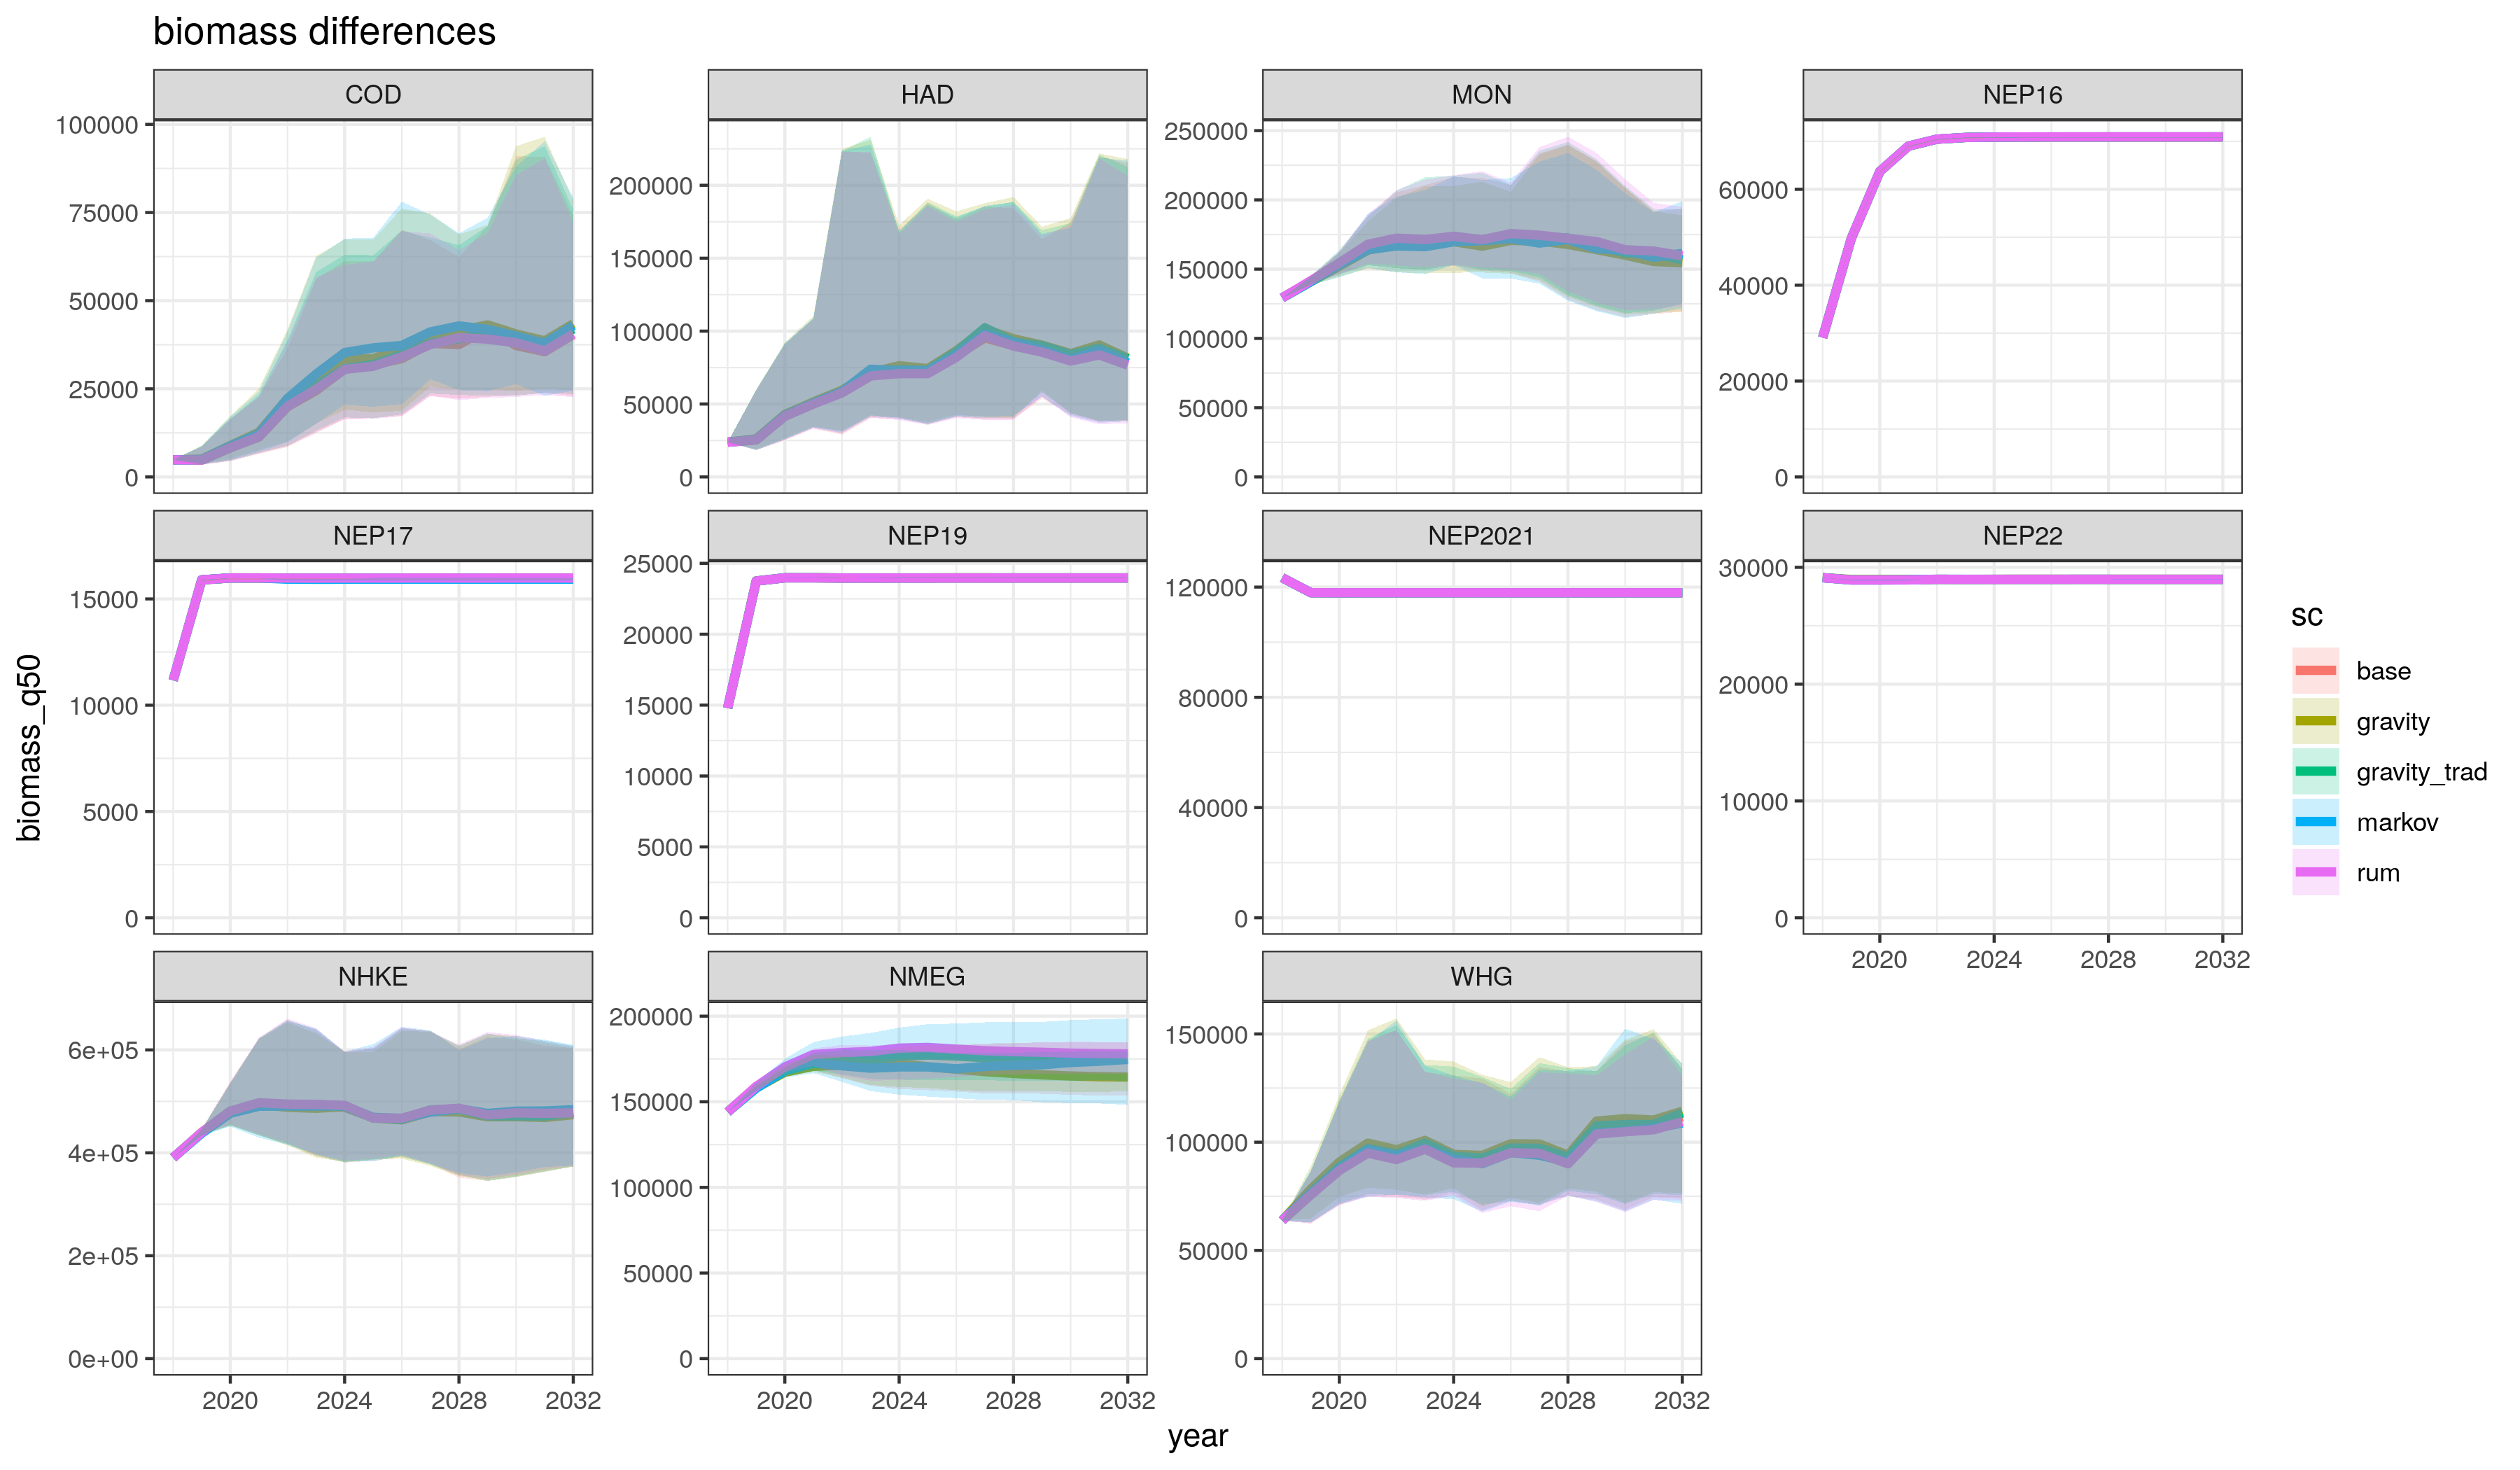 biomass differences
COD
HAD
MON
NEP16
100000
75000
50000
25000
0
200000
150000
100000
50000
0
250000
200000
150000
100000
50000
0
60000
40000
20000
0
NEP17
NEP19
NEP2021
NEP22
15000
10000
5000
0
25000
20000
15000
10000
5000
0
120000
80000
40000
0
30000
20000
10000
0
2020 2024 2028 2032
NHKE
NMEG
WHG
6e+05
4e+05
2e+05
0e+00
200000
150000
100000
50000
0
150000
100000
50000
0
2020 2024 2028 2032
2020 2024 2028 2032
2020 2024 2028 2032
year
biomass_q50
sc
base
gravity
gravity_trad
markov
rum